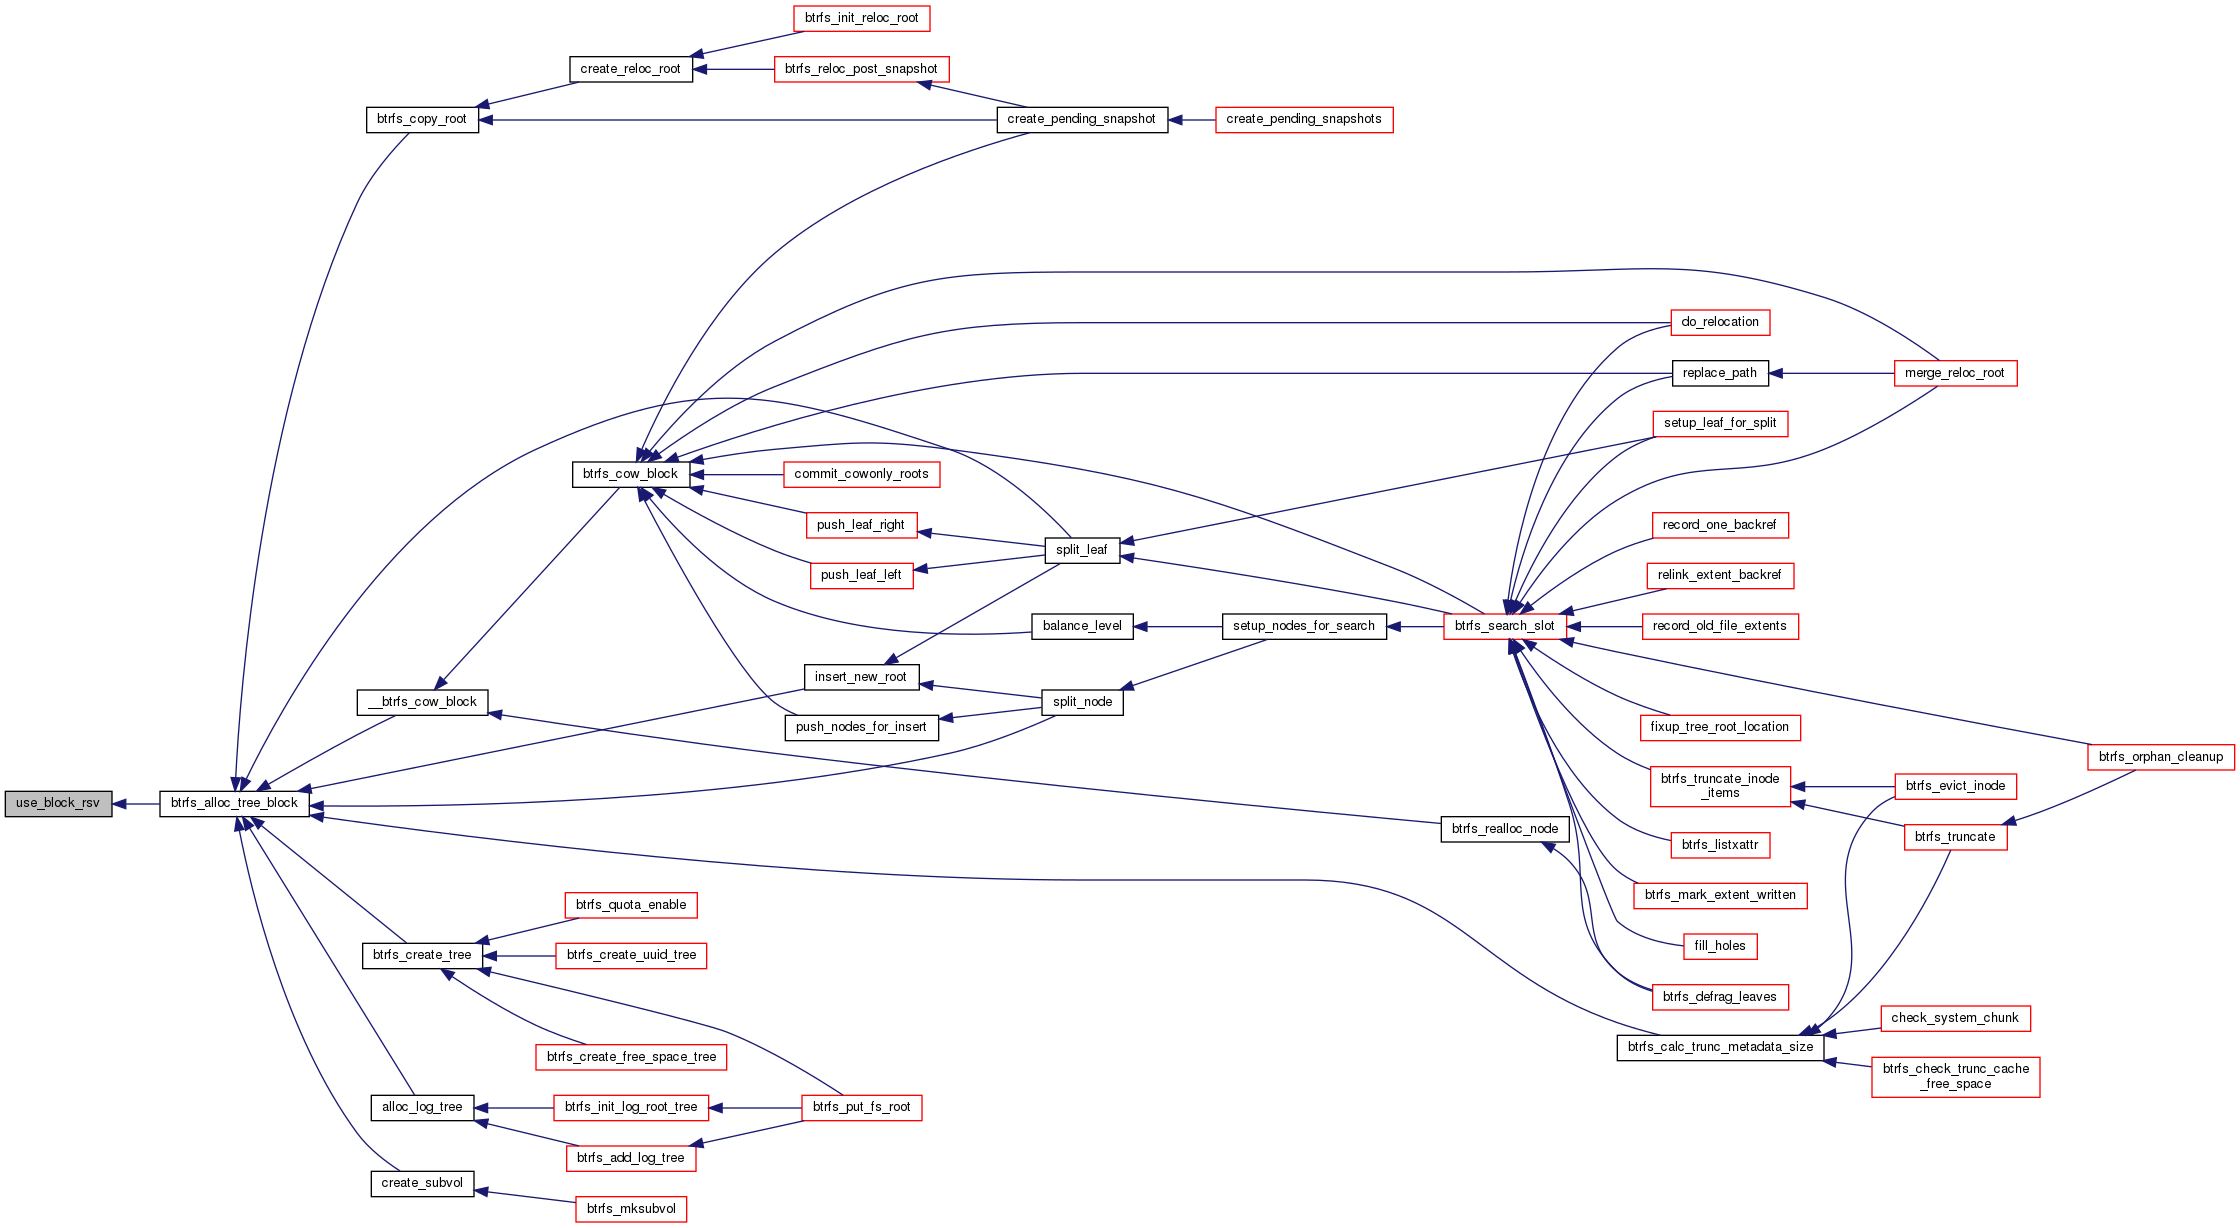 btrfs_init_reloc_root
create_reloc_root
btrfs_reloc_post_snapshot
btrfs_copy_root
create_pending_snapshot
create_pending_snapshots
do_relocation
replace_path
merge_reloc_root
setup_leaf_for_split
btrfs_cow_block
commit_cowonly_roots
push_leaf_right
record_one_backref
split_leaf
push_leaf_left
relink_extent_backref
balance_level
setup_nodes_for_search
btrfs_search_slot
record_old_file_extents
insert_new_root
__btrfs_cow_block
split_node
push_nodes_for_insert
fixup_tree_root_location
btrfs_orphan_cleanup
btrfs_truncate_inode
_items
btrfs_evict_inode
use_block_rsv
btrfs_alloc_tree_block
btrfs_realloc_node
btrfs_truncate
btrfs_listxattr
btrfs_mark_extent_written
btrfs_quota_enable
fill_holes
btrfs_create_tree
btrfs_create_uuid_tree
btrfs_defrag_leaves
check_system_chunk
btrfs_calc_trunc_metadata_size
btrfs_create_free_space_tree
btrfs_check_trunc_cache
_free_space
alloc_log_tree
btrfs_init_log_root_tree
btrfs_put_fs_root
btrfs_add_log_tree
create_subvol
btrfs_mksubvol